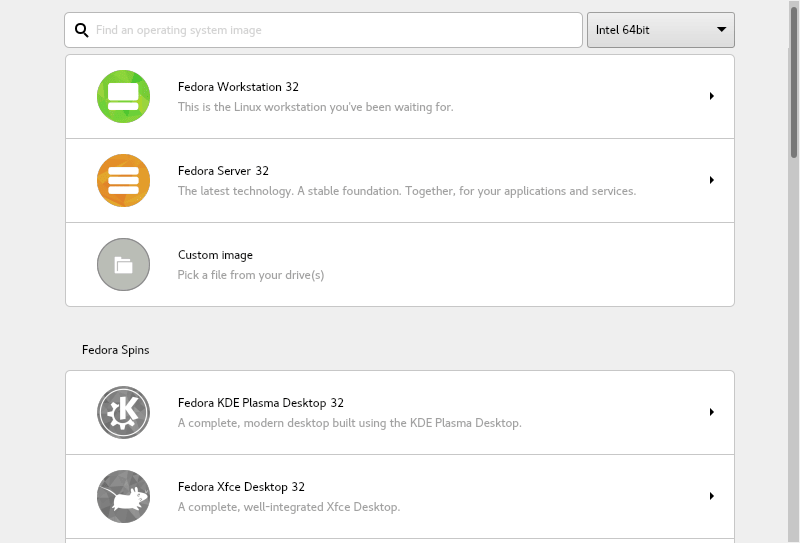 Find an operating system image
Intel 64bit
Fedora Workstation 32
This is the Linux workstation you've been waiting for.
Fedora Server 32
The latest technology. A stable foundation. Together, for your applications and services.
Custom image
Pick a file from your drive(s)
Fedora Spins
Fedora KDE Plasma Desktop 32
A complete, modern desktop built using the KDE Plasma Desktop.
Fedora Xfce Desktop 32
A complete, well-integrated Xfce Desktop.